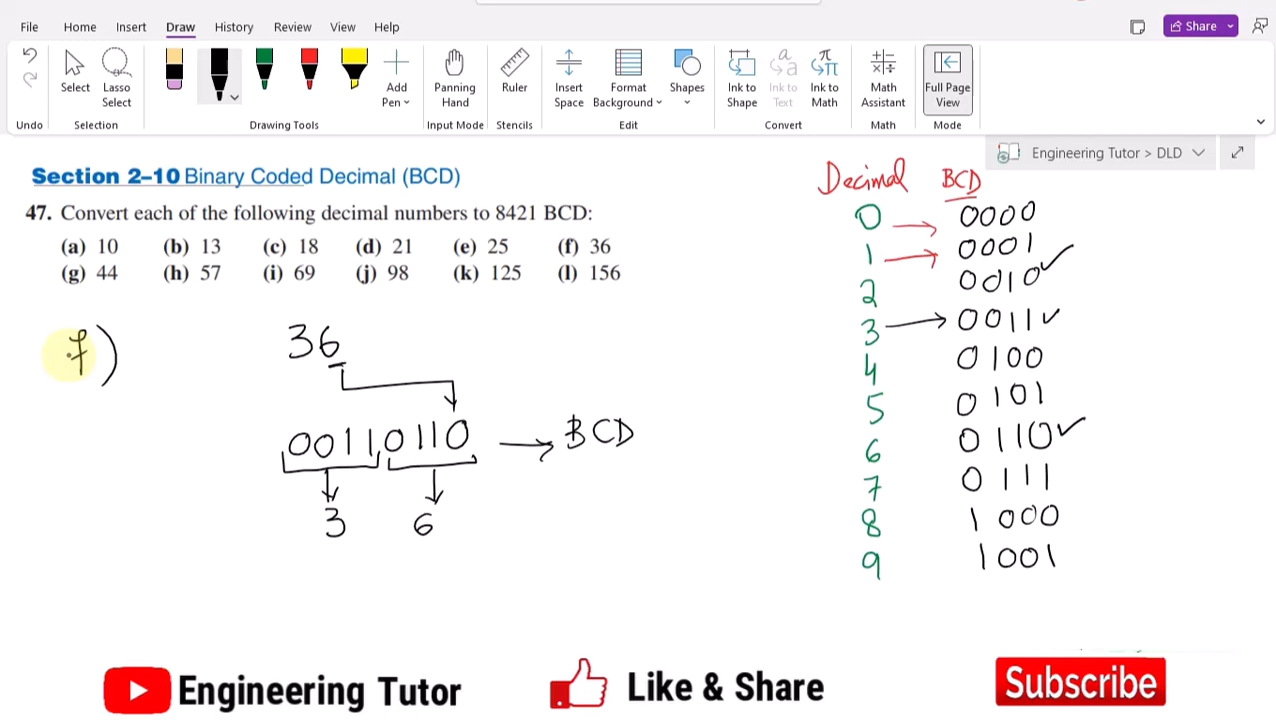 File Home Insert Draw History Review View Help Share
Select Lasso Select Add Pen Panning Hand Ruler Insert Space Format Background Shapes Ink to Shape Ink to Text Ink to Math Math Assistant Full Page View
Undo Selection Drawing Tools Input Mode Stencils Edit Convert Math Mode
Engineering Tutor > DLD
Section 2–10 Binary Coded Decimal (BCD)
47. Convert each of the following decimal numbers to 8421 BCD:
(a) 10 (b) 13 (c) 18 (d) 21 (e) 25 (f) 36
(g) 44 (h) 57 (i) 69 (j) 98 (k) 125 (l) 156
f) 36
00110110 → BCD
3 6
Decimal BCD
0 → 0000
1 → 0001
2 0010
3 → 0011
4 0100
5 0101
6 0110
7 0111
8 1000
9 1001
Engineering Tutor Like & Share Subscribe